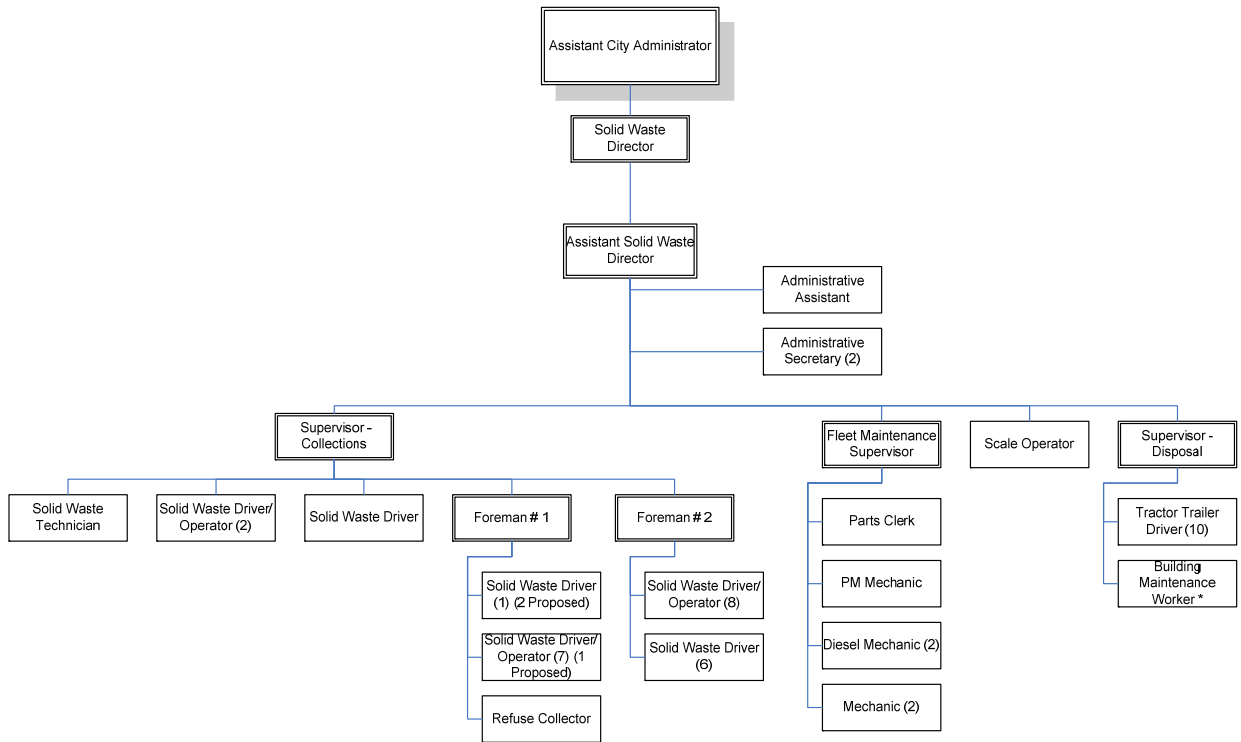 Assistant City Administrator
Solid Waste
Director
Assistant Solid Waste
Director
Administrative
Assistant
Administrative
Secretary (2)
Supervisor -
Collections
Fleet Maintenance
Supervisor
Scale Operator
Supervisor -
Disposal
Solid Waste
Technician
Solid Waste Driver/
Operator (2)
Solid Waste Driver
Foreman # 1
Foreman # 2
Parts Clerk
Tractor Trailer
Driver (10)
Solid Waste Driver
(1) (2 Proposed)
Solid Waste Driver/
Operator (8)
PM Mechanic
Building
Maintenance
Worker *
Solid Waste Driver/
Operator (7) (1
Proposed)
Solid Waste Driver
(6)
Diesel Mechanic (2)
Refuse Collector
Mechanic (2)